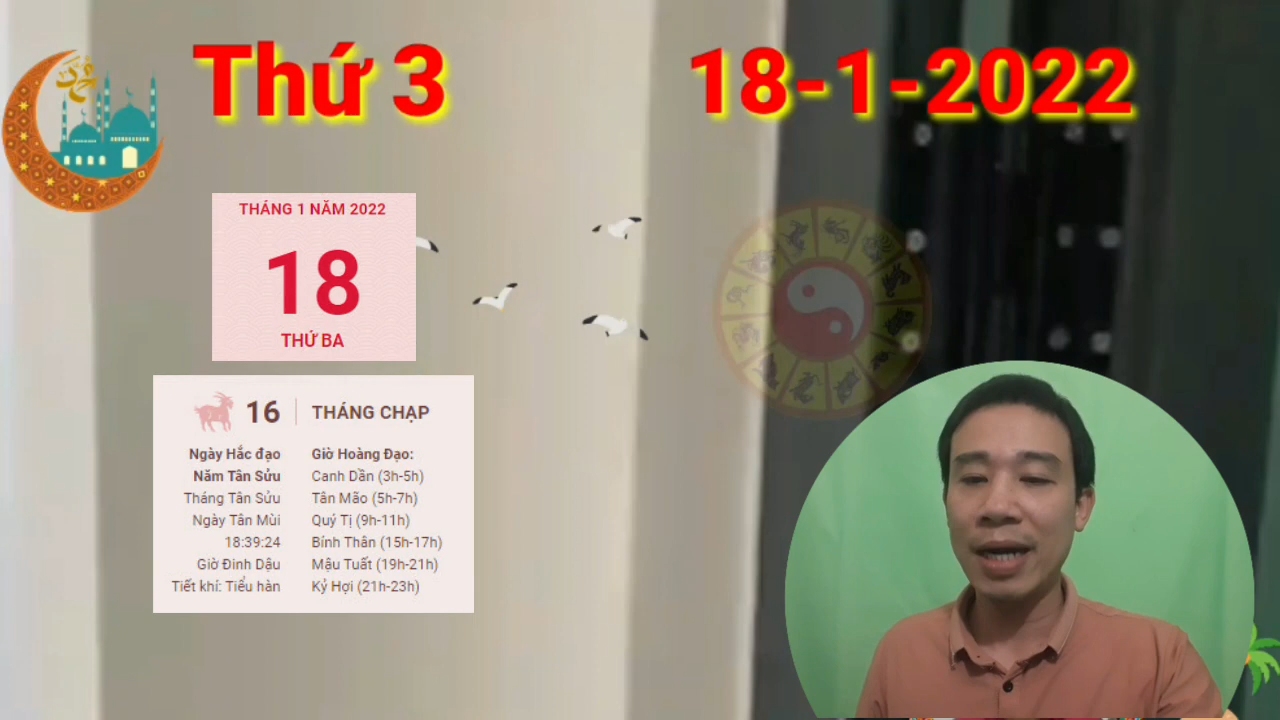 Thứ 3
18-1-2022
THÁNG 1 NĂM 2022
18
THỨ BA
16
THÁNG CHẠP
Ngày Hắc đạo
Năm Tân Sửu
Tháng Tân Sửu
Ngày Tân Mùi
18:39:24
Giờ Đinh Dậu
Tiết khí: Tiểu hàn
Giờ Hoàng Đạo:
Canh Dần (3h-5h)
Tân Mão (5h-7h)
Quý Tị (9h-11h)
Bính Thân (15h-17h)
Mậu Tuất (19h-21h)
Kỷ Hợi (21h-23h)